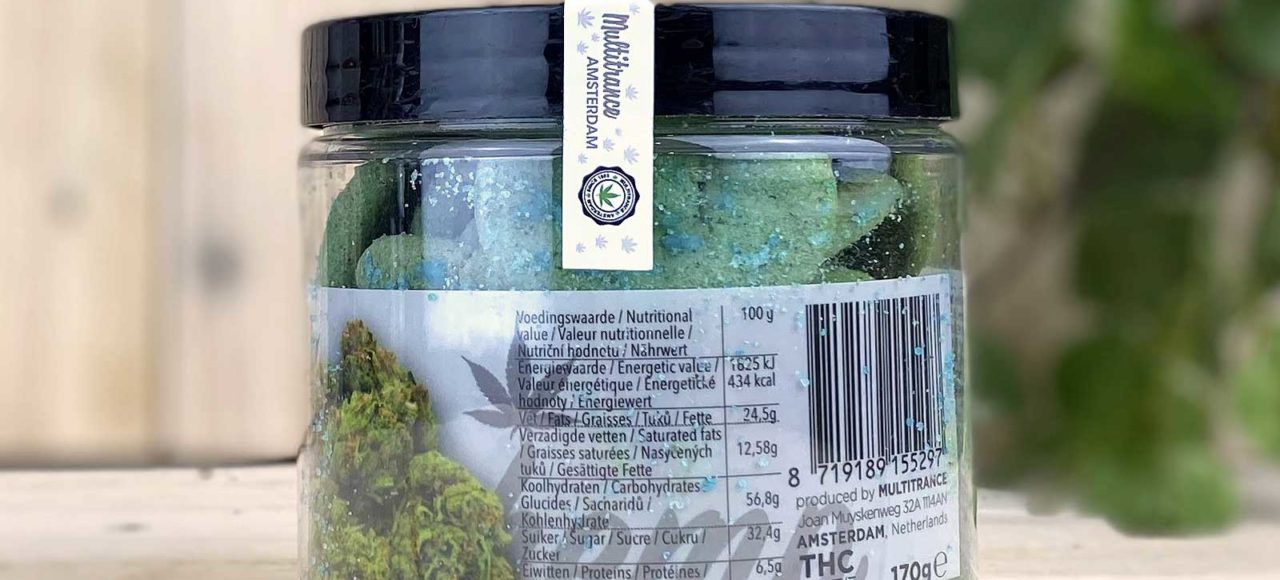 Multitrance
AMSTERDAM
Voedingswaarde / Nutritional
value / Valeur nutritionnelle /
Nutriční hodnotu / Nährwert
100 g
Energiewaarde / Energetic value /
Valeur énergétique / Energetické
hodnoty / Energiewert
1825 kJ
434 kcal
Vet / Fats / Graisses / Tuků / Fette
24,5g
Verzadigde vetten / Saturated fats
/ Graisses saturées / Nasycených
tuků / Gesättigte Fette
12,58g
Koolhydraten / Carbohydrates
Glucides / Sacharidů /
Kohlenhydrate
56,8g
Suiker / Sugar / Sucre / Cukru /
Zucker
32,4g
Eiwitten / Proteins / Protéines /
6,5g
8 719189 155297
produced by MULTITRANCE
Joan Muyskenweg 32A 1114AN
AMSTERDAM, Netherlands
THC
170g e